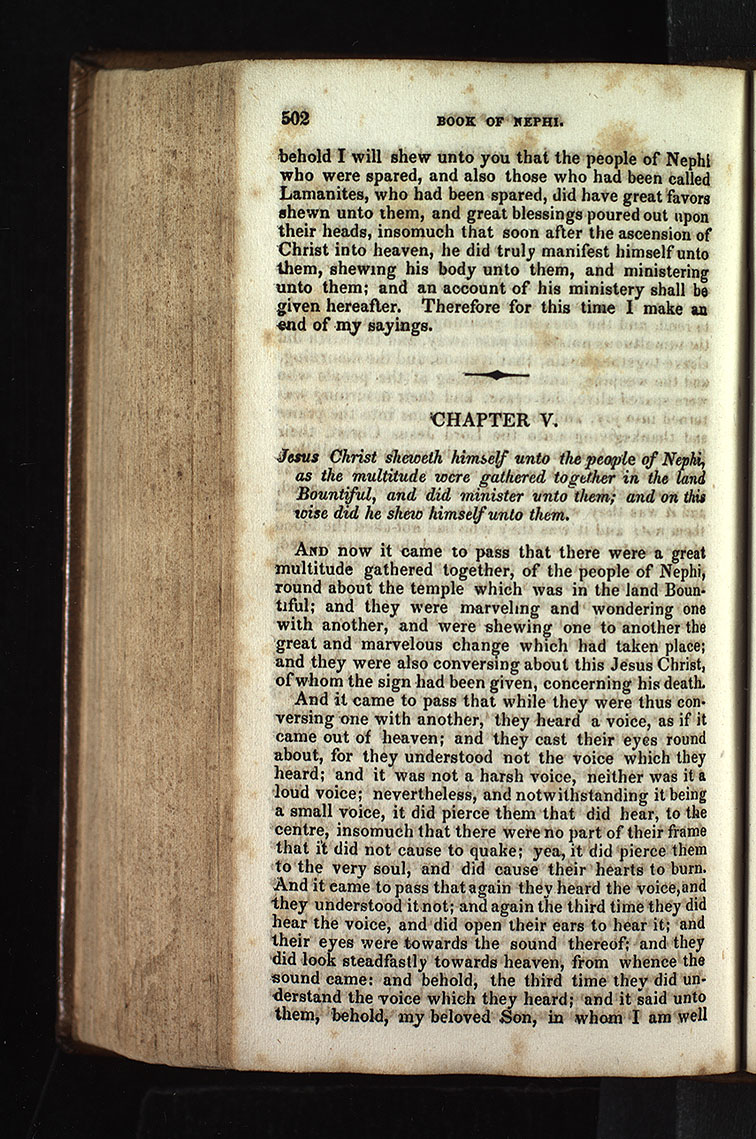 502 BOOK OF NEPHI.
behold I will shew unto you that the people of Nephi
who were spared, and also those who had been called
Lamanites, who had been spared, did have great favors
shewn unto them, and great blessings poured out upon
their heads, insomuch that soon after the ascension of
Christ into heaven, he did truly manifest himself unto
them, shewing his body unto them, and ministering
unto them; and an account of his ministery shall be
given hereafter. Therefore for this time I make an
end of my sayings.
CHAPTER V.
Jesus Christ sheweth himself unto the people of Nephi,
as the multitude were gathered together in the land
Bountiful, and did minister unto them; and on this
wise did he shew himself unto them.
AND now it came to pass that there were a great
multitude gathered together, of the people of Nephi,
round about the temple which was in the land Boun-
tiful; and they were marveling and wondering one
with another, and were shewing one to another the
great and marvelous change which had taken place;
and they were also conversing about this Jesus Christ,
of whom the sign had been given, concerning his death.
And it came to pass that while they were thus con-
versing one with another, they heard a voice, as if it
came out of heaven; and they cast their eyes round
about, for they understood not the voice which they
heard; and it was not a harsh voice, neither was it a
loud voice; nevertheless, and notwithstanding it being
a small voice, it did pierce them that did hear, to the
centre, insomuch that there were no part of their frame
that it did not cause to quake; yea, it did pierce them
to the very soul, and did cause their hearts to burn.
And it came to pass that again they heard the voice, and
they understood it not; and again the third time they did
hear the voice, and did open their ears to hear it; and
their eyes were towards the sound thereof; and they
did look steadfastly towards heaven, from whence the
sound came: and behold, the third time they did un-
derstand the voice which they heard; and it said unto
them, behold, my beloved Son, in whom I am well